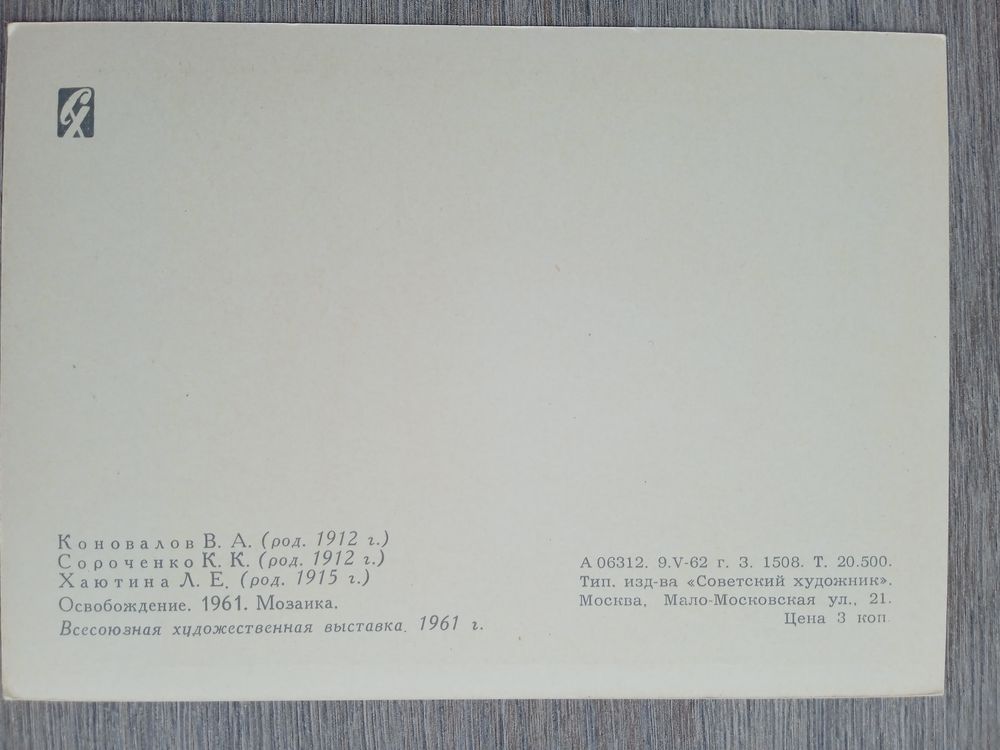 СХ
Коновалов В. А. (род. 1912 г.)
Сороченко К. К. (род. 1912 г.)
Хаютина Л. Е. (род. 1915 г.)
Освобождение. 1961. Мозаика.
Всесоюзная художественная выставка. 1961 г.
А 06312. 9.V-62 г. З. 1508. Т. 20.500.
Тип. изд-ва «Советский художник».
Москва, Мало-Московская ул., 21.
Цена 3 коп.